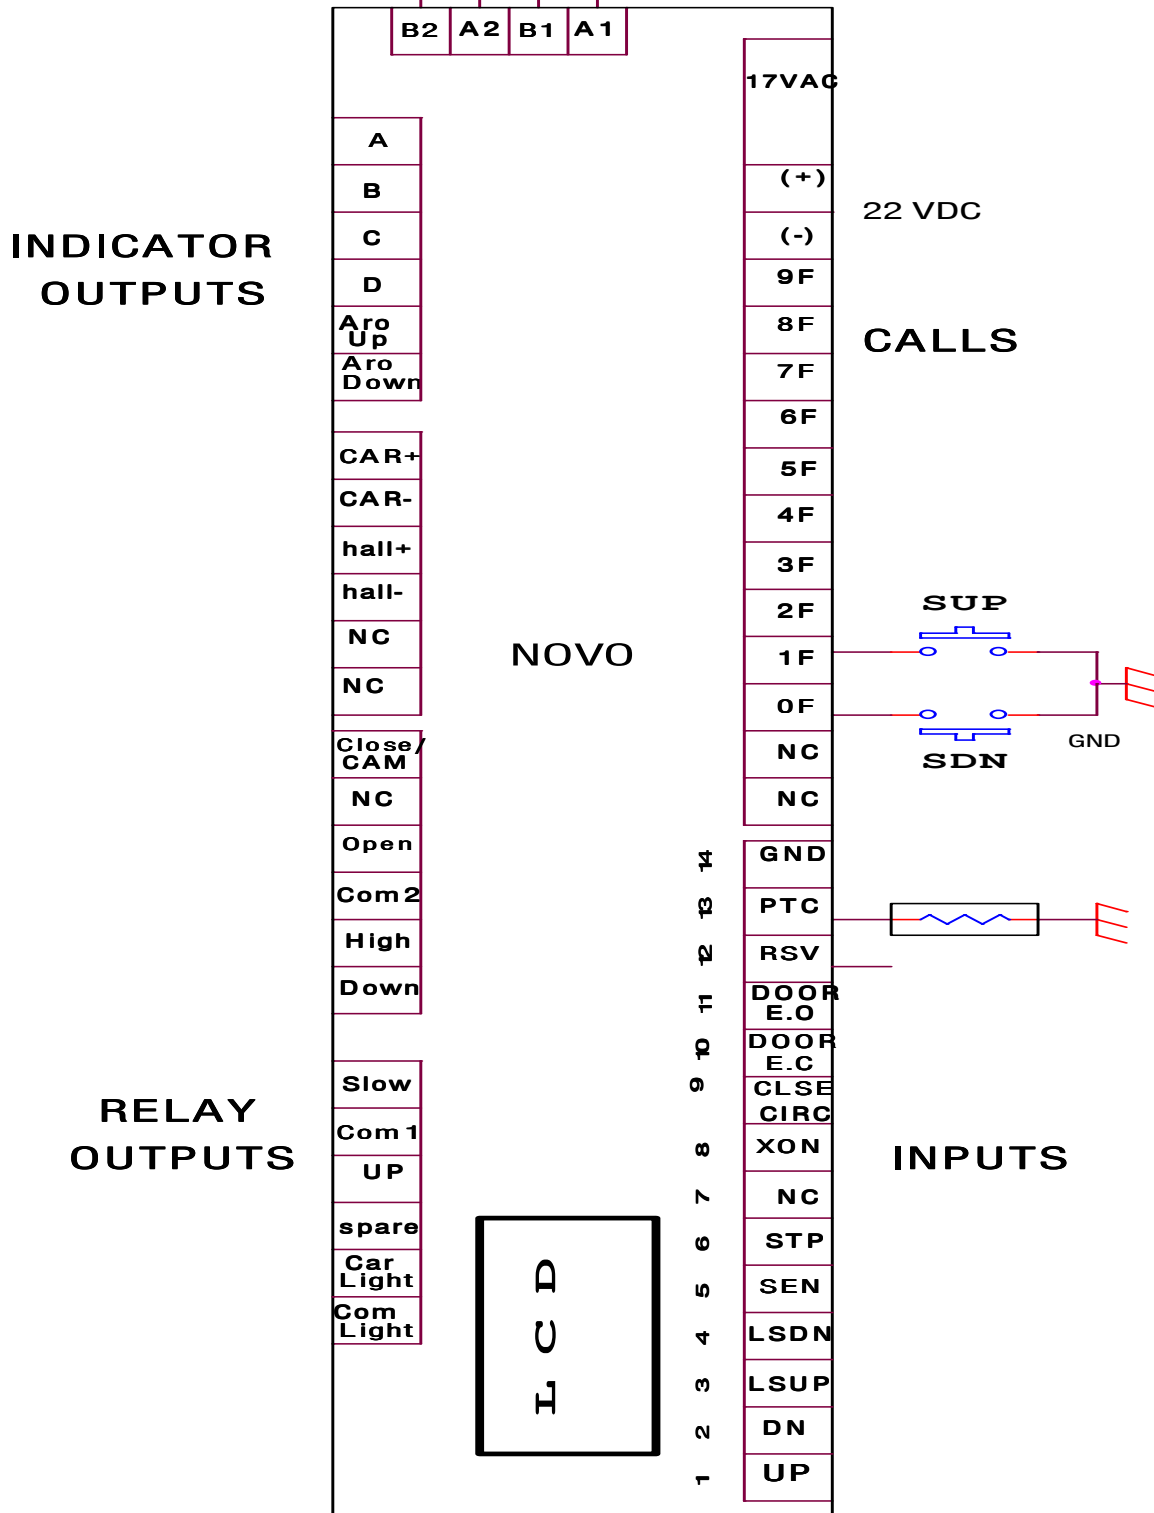 B2 A2 B1 A1
INDICATOR
OUTPUTS
A
B
C
D
Aro
Up
Aro
Down
CAR+
CAR-
hall+
hall-
NC
NC
Close/
CAM
NC
Open
Com2
High
Down
RELAY
OUTPUTS
Slow
Com1
UP
spare
Car
Light
Com
Light
NOVO
LCD
17VAC
(+)
(-)
22 VDC
9F
8F
7F
6F
5F
4F
3F
2F
1F
0F
NC
NC
CALLS
SUP
SDN
GND
14 GND
13 PTC
12 RSV
11 DOOR
E.O
10 DOOR
E.C
9 CLSE
CIRC
8 XON
7 NC
6 STP
5 SEN
4 LSDN
3 LSUP
2 DN
1 UP
INPUTS